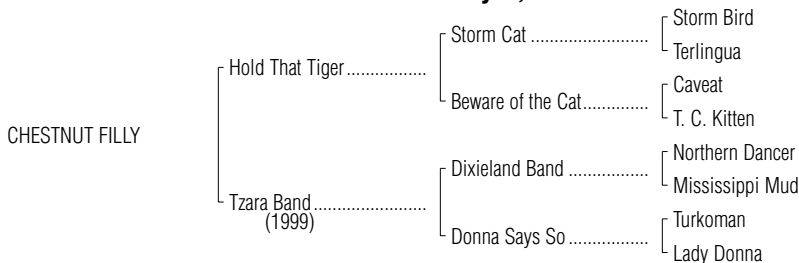 Storm Bird
Storm Cat .........................
Terlingua
Hold That Tiger.................
Caveat
Beware of the Cat..............
T. C. Kitten
CHESTNUT FILLY
Northern Dancer
Dixieland Band .................
Mississippi Mud
Tzara Band ........................
(1999)
Turkoman
Donna Says So .................
Lady Donna